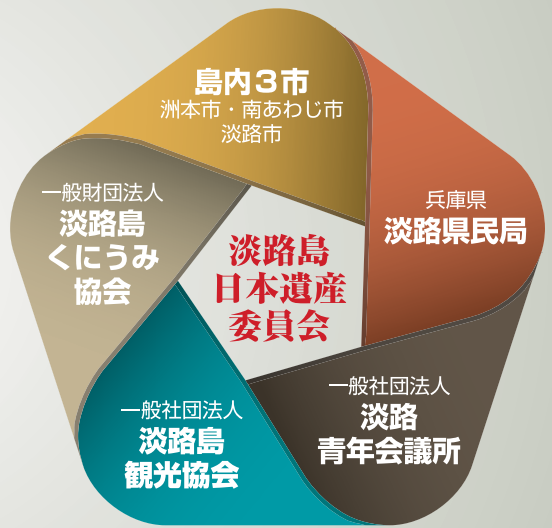 島内3市
洲本市・南あわじ市
淡路市
兵庫県
淡路県民局
一般社団法人
淡路
青年会議所
一般社団法人
淡路島
観光協会
一般財団法人
淡路島
くにうみ
協会
淡路島
日本遺産
委員会